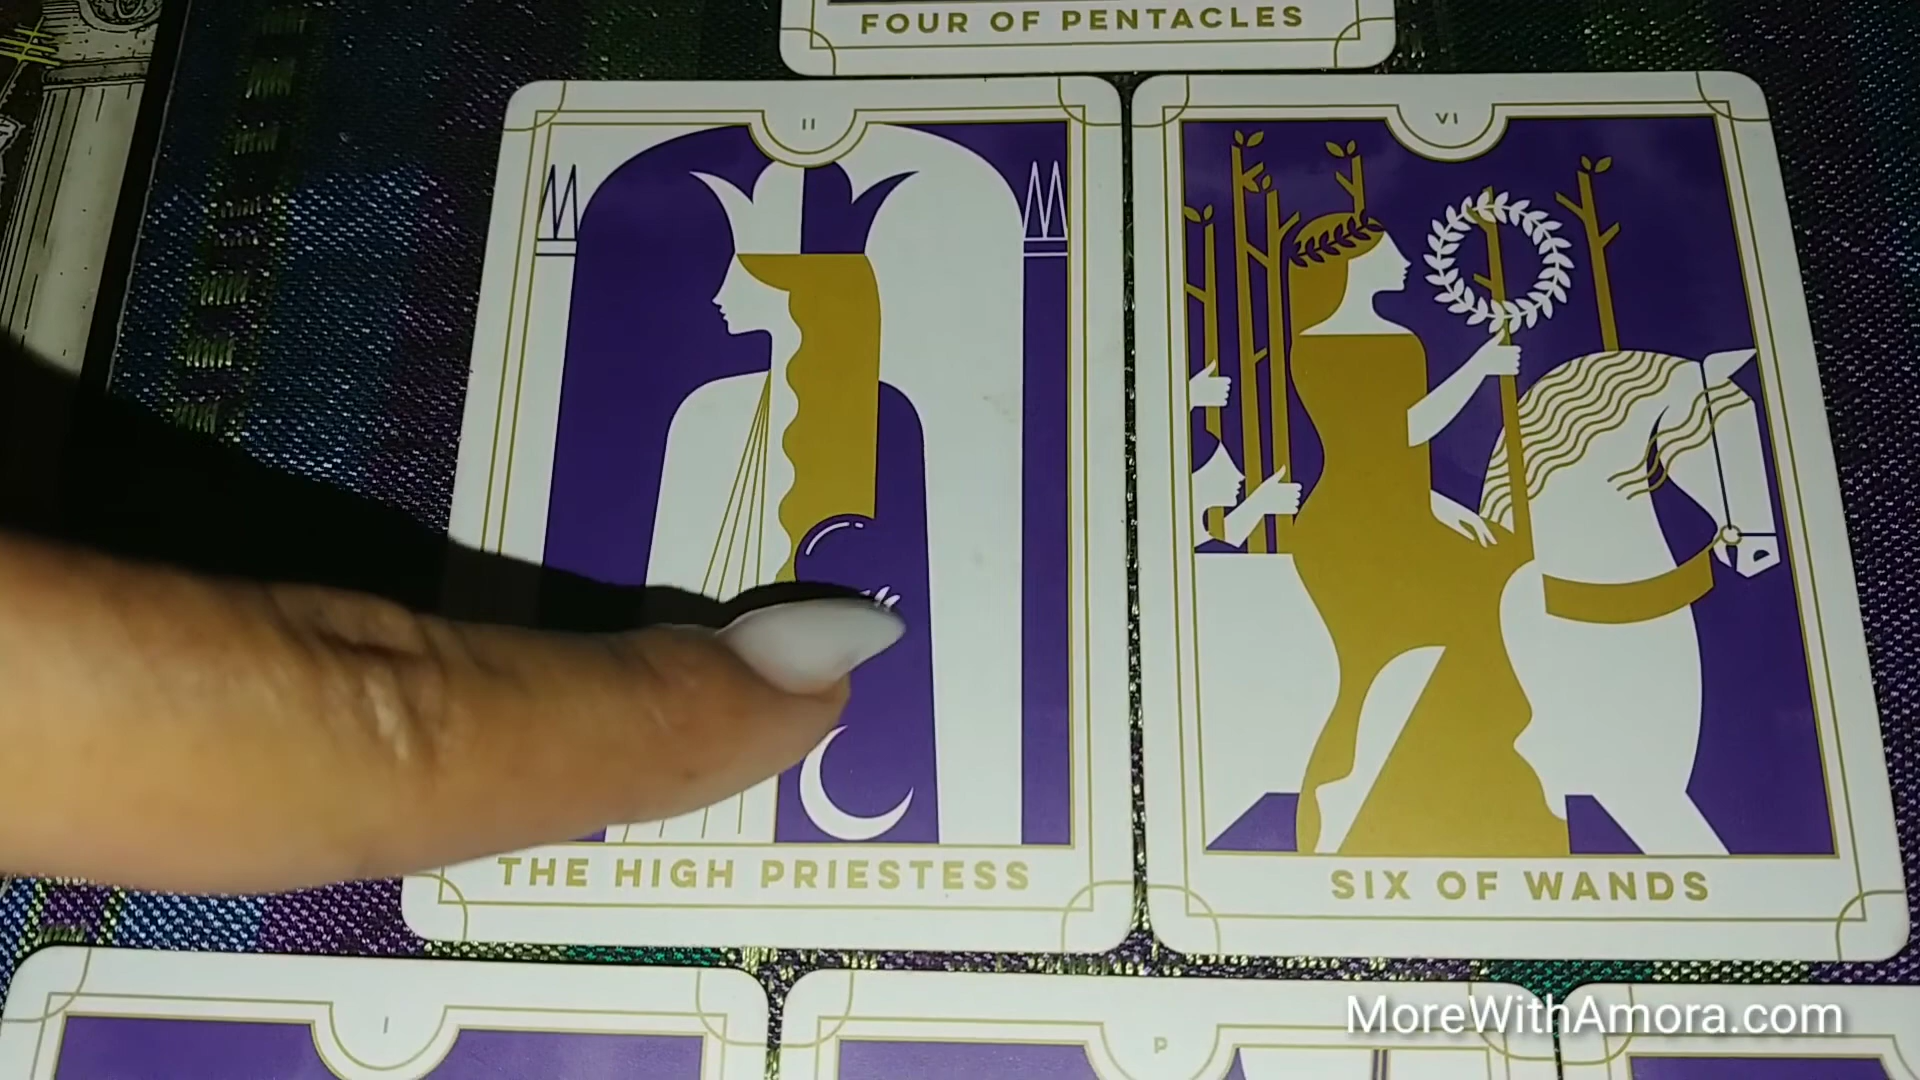 FOUR OF PENTACLES
II
VI
THE HIGH PRIESTESS
SIX OF WANDS
I
P
MoreWithAmora.com